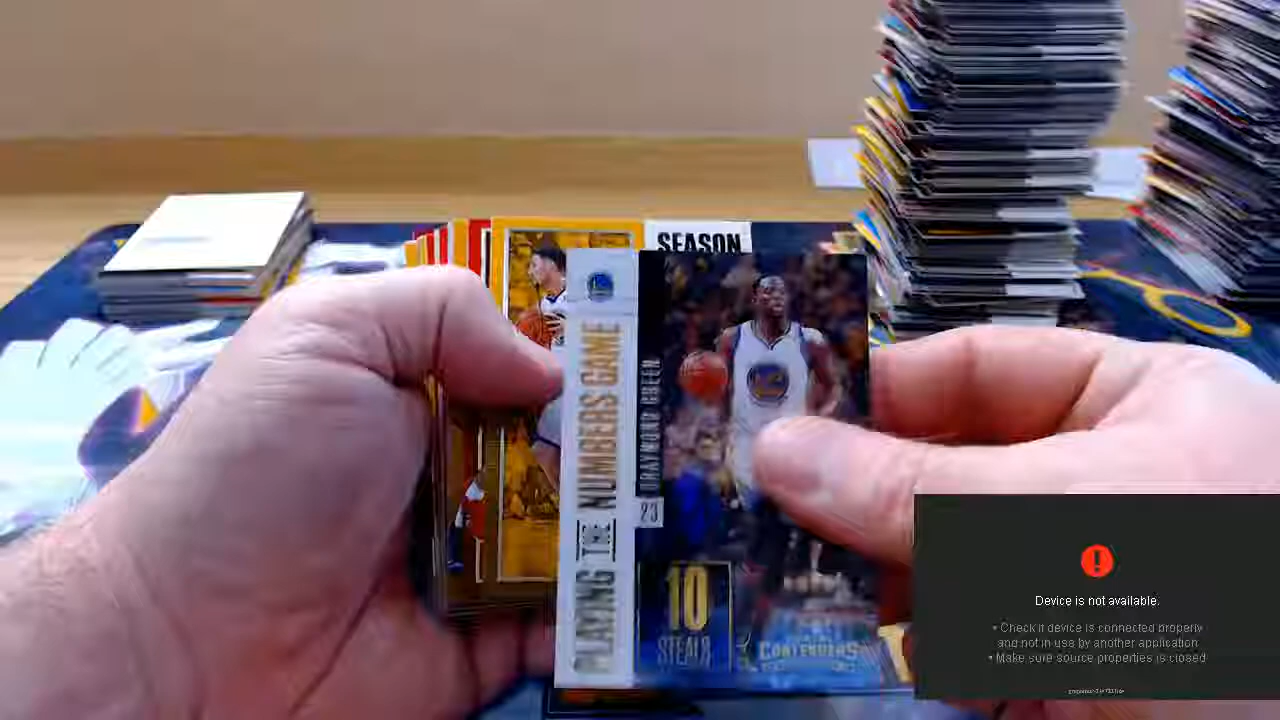 SEASON
PLAYING THE NUMBERS GAME
DRAYMOND GREEN
23
10
STEALS
CONTENDERS
Device is not available.
• Check if device is connected properly
and not in use by another application
• Make sure source properties is closed